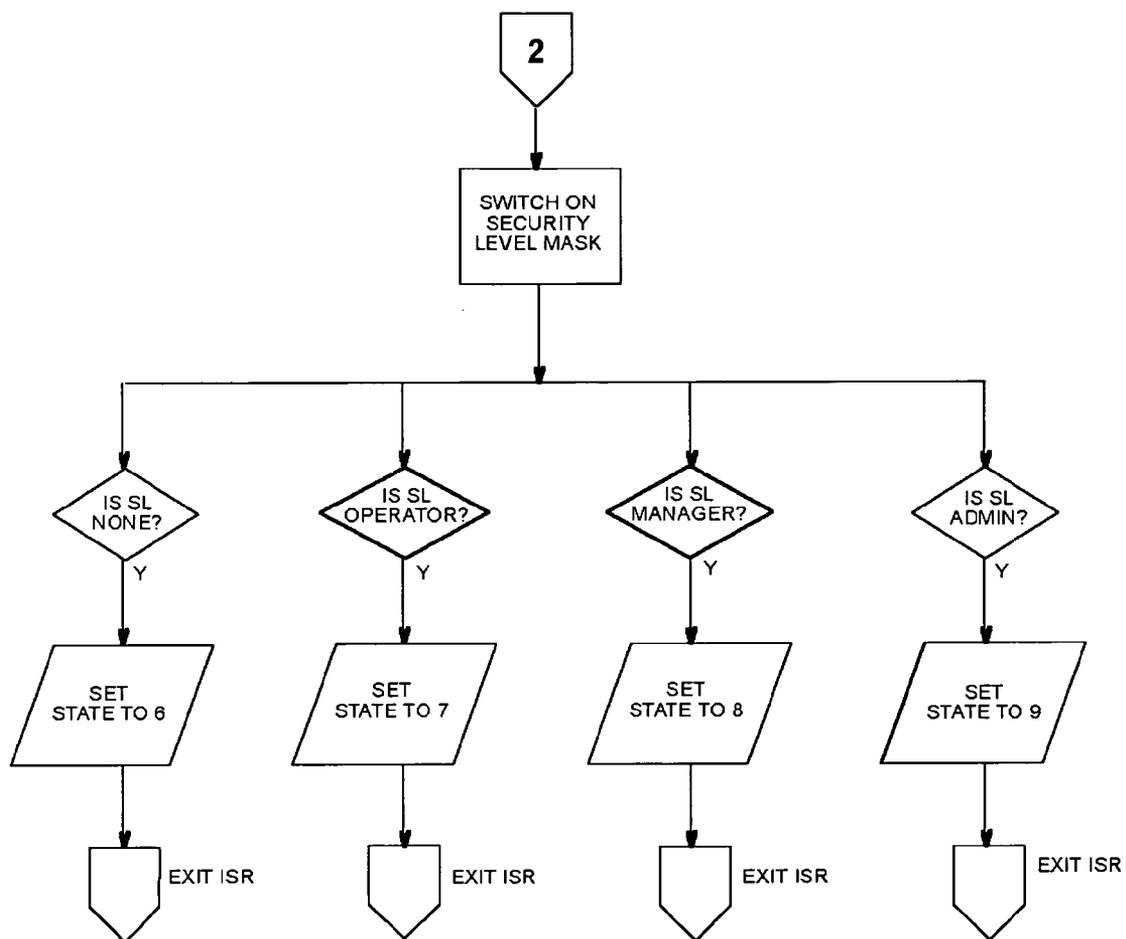 2
SWITCH ON
SECURITY
LEVEL MASK
IS SL
NONE?
Y
IS SL
OPERATOR?
Y
IS SL
MANAGER?
Y
IS SL
ADMIN?
Y
SET
STATE TO 6
SET
STATE TO 7
SET
STATE TO 8
SET
STATE TO 9
EXIT ISR
EXIT ISR
EXIT ISR
EXIT ISR